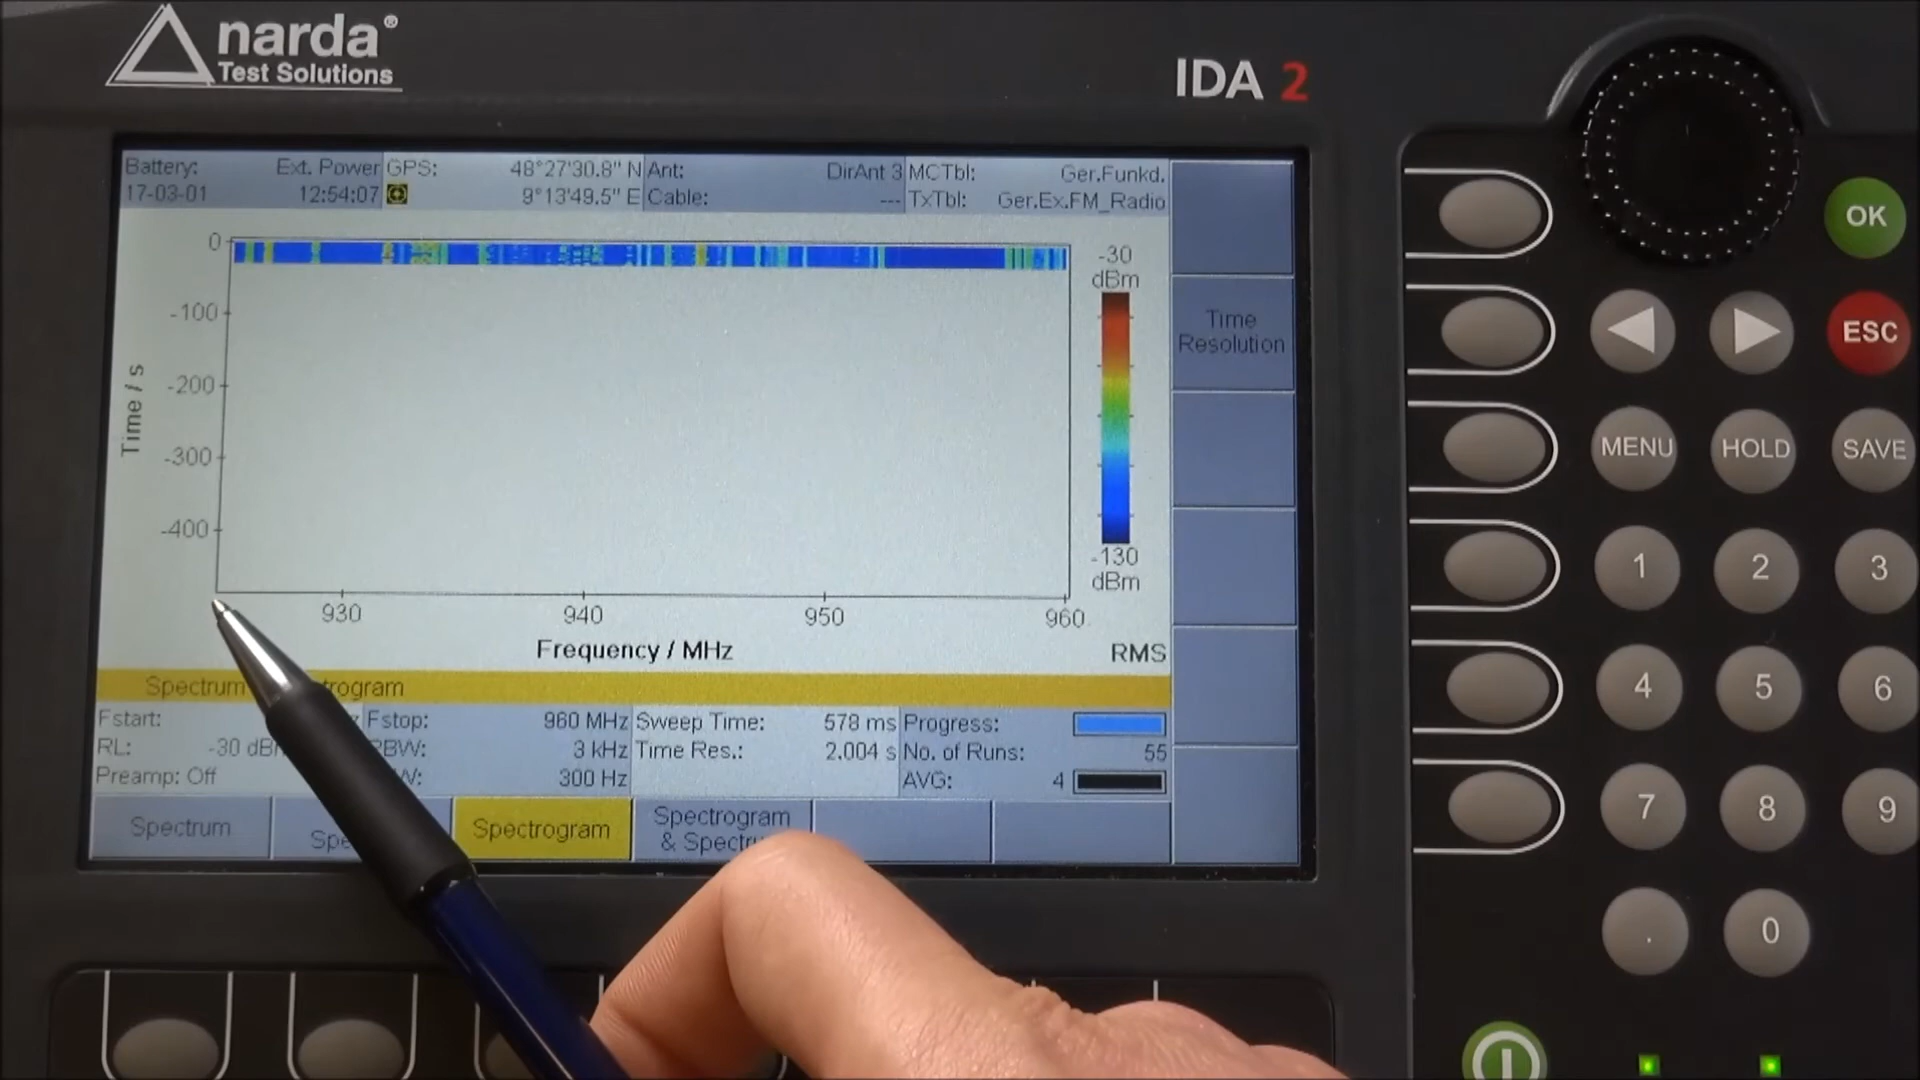 narda®
Test Solutions
IDA 2
Battery: Ext. Power GPS: 48°27'30.8" N Ant: DirAnt 3 MCTbl: Ger.Funkd.
17-03-01 12:54:07 9°13'49.5" E Cable: --- TxTbl: Ger.Ex.FM_Radio
0
-100
-200
-300
-400
Time / s
-30
dBm
-130
dBm
Time
Resolution
930 940 950 960
Frequency / MHz
RMS
Spectrum
Fstart: Fstop: 960 MHz Sweep Time: 578 ms Progress:
RL: -30 3 kHz Time Res.: 2.004 s No. of Runs: 55
Preamp: Off 300 Hz AVG: 4
Spectrum
Spectrogram
Spectrogram
&
OK
ESC
MENU HOLD SAVE
1 2 3
4 5 6
7 8 9
. 0